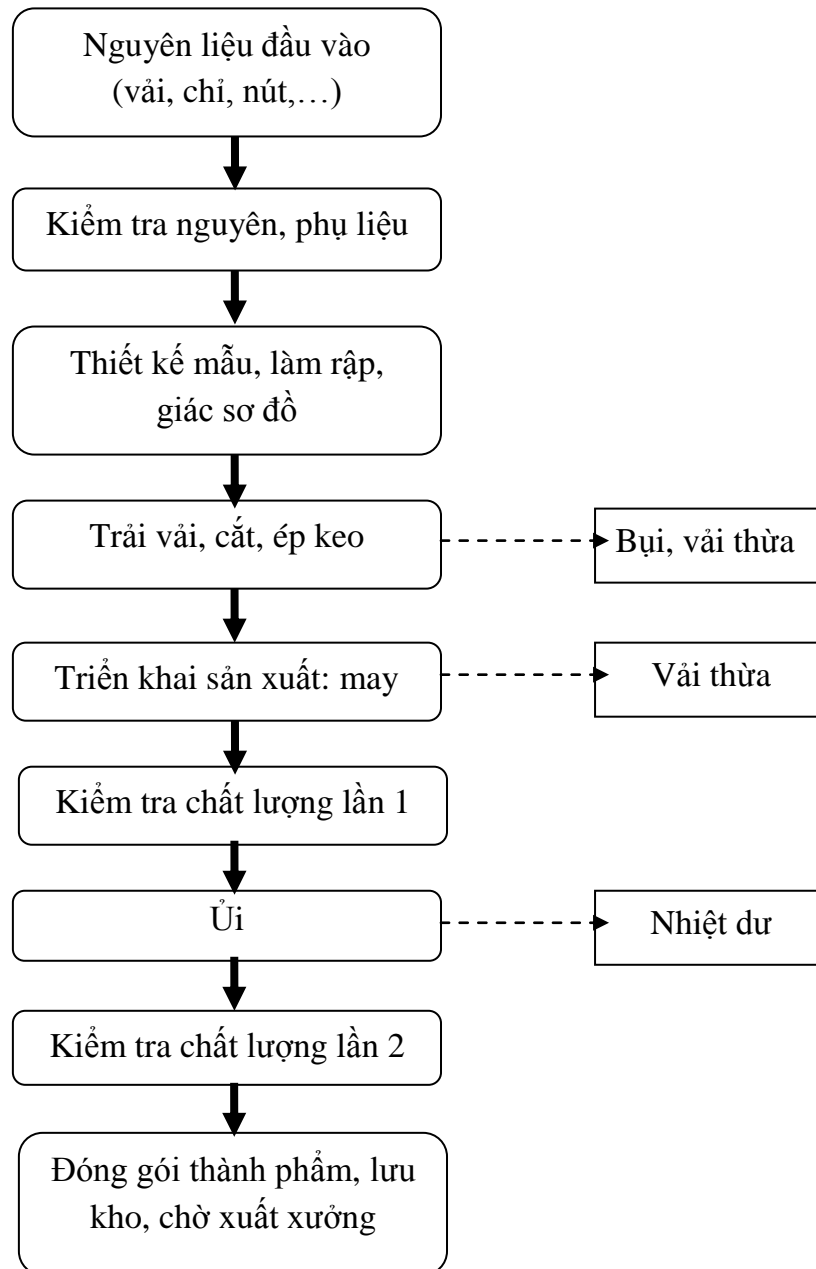 Nguyên liệu đầu vào
(vải, chỉ, nút,…)
Kiểm tra nguyên, phụ liệu
Thiết kế mẫu, làm rập,
giác sơ đồ
Trải vải, cắt, ép keo
Bụi, vải thừa
Triển khai sản xuất: may
Vải thừa
Kiểm tra chất lượng lần 1
Ủi
Nhiệt dư
Kiểm tra chất lượng lần 2
Đóng gói thành phẩm, lưu
kho, chờ xuất xưởng